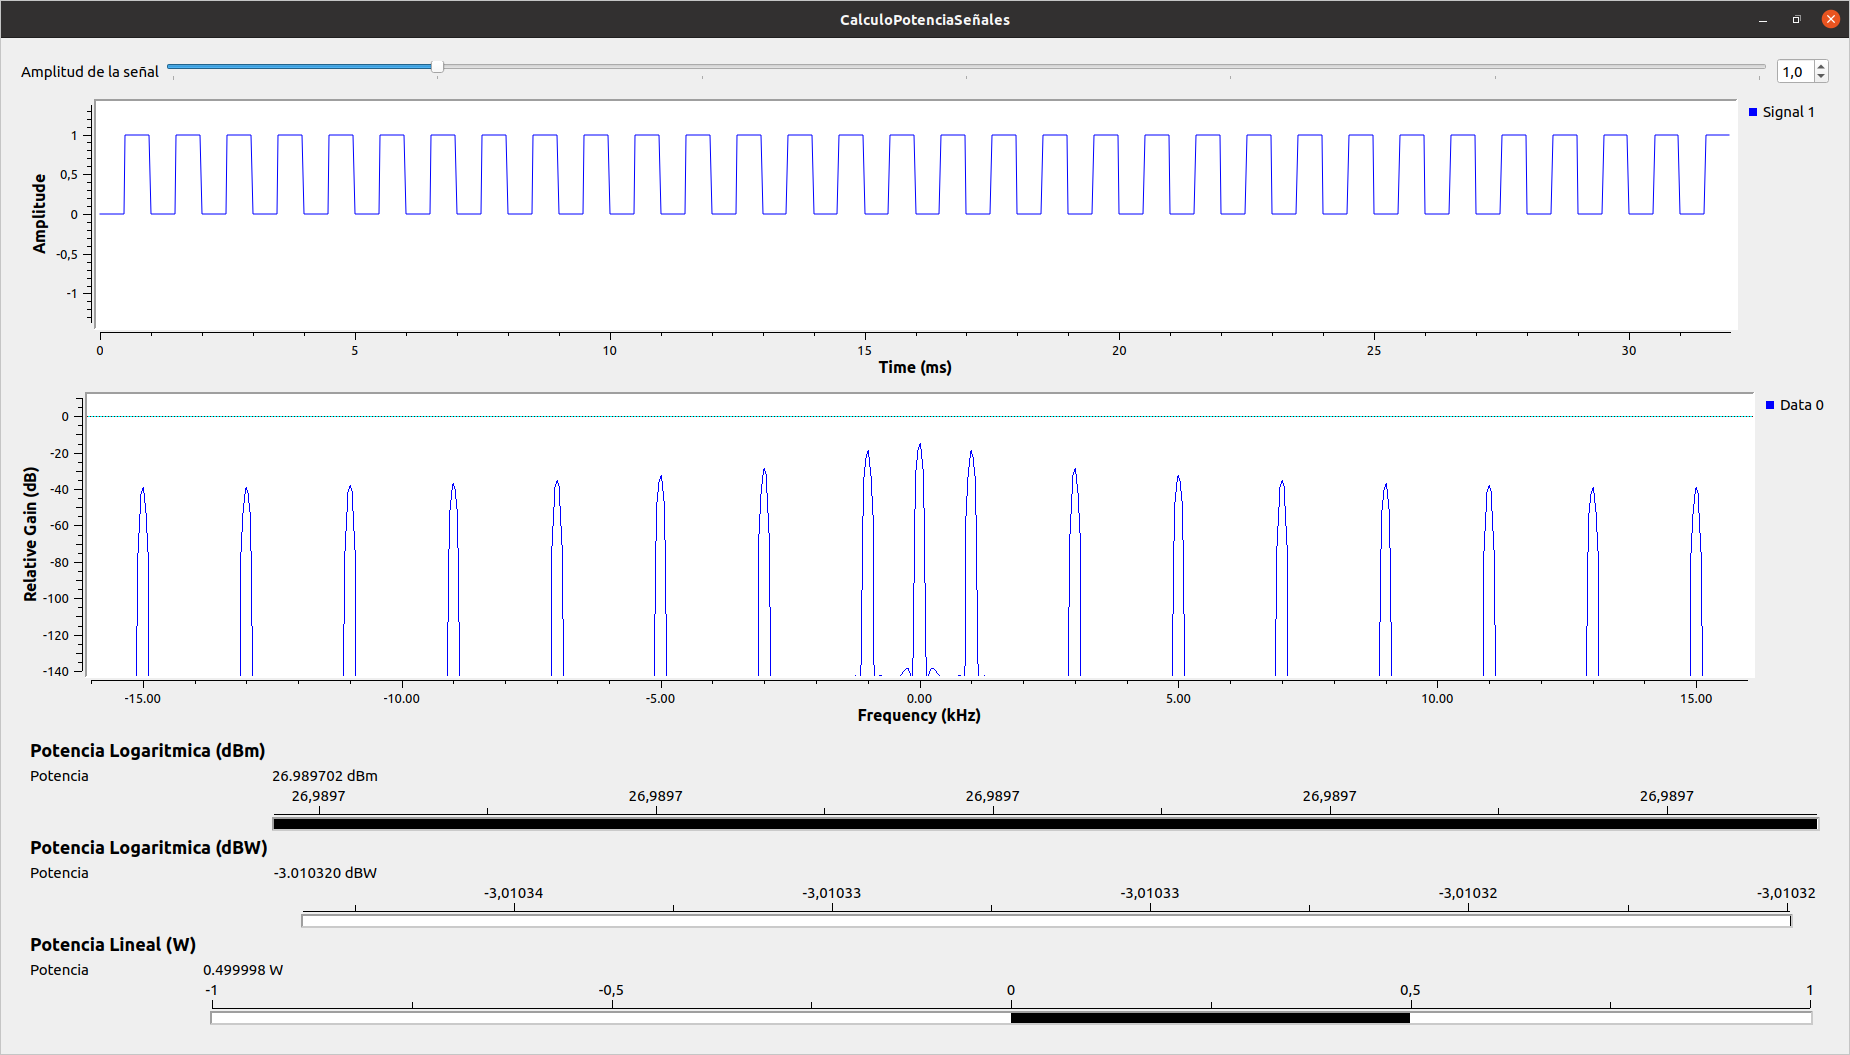 CalculoPotenciaSeñales
Amplitud de la señal
1,0
Signal 1
1
0,5
0
-0,5
-1
Amplitude
0 5 10 15 20 25 30
Time (ms)
Data 0
0
-20
-40
-60
-80
-100
-120
-140
Relative Gain (dB)
-15.00 -10.00 -5.00 0.00 5.00 10.00 15.00
Frequency (kHz)
Potencia Logaritmica (dBm)
Potencia 26.989702 dBm
26,9897 26,9897 26,9897 26,9897 26,9897
Potencia Logaritmica (dBW)
Potencia -3.010320 dBW
-3,01034 -3,01033 -3,01033 -3,01032 -3,01032
Potencia Lineal (W)
Potencia 0.499998 W
-1 -0,5 0 0,5 1